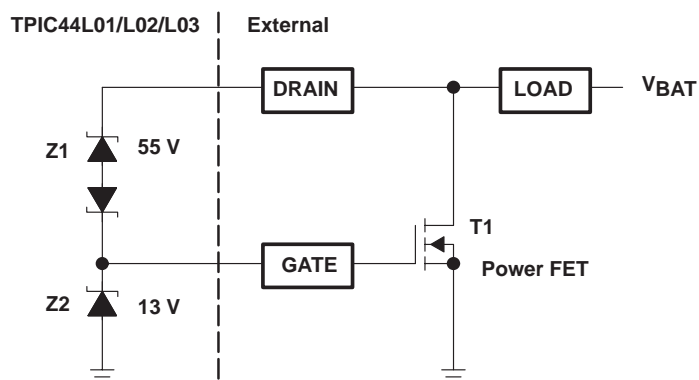 TPIC44L01/L02/L03 External
DRAIN LOAD VBAT
Z1 55 V
T1
GATE
Power FET
Z2 13 V